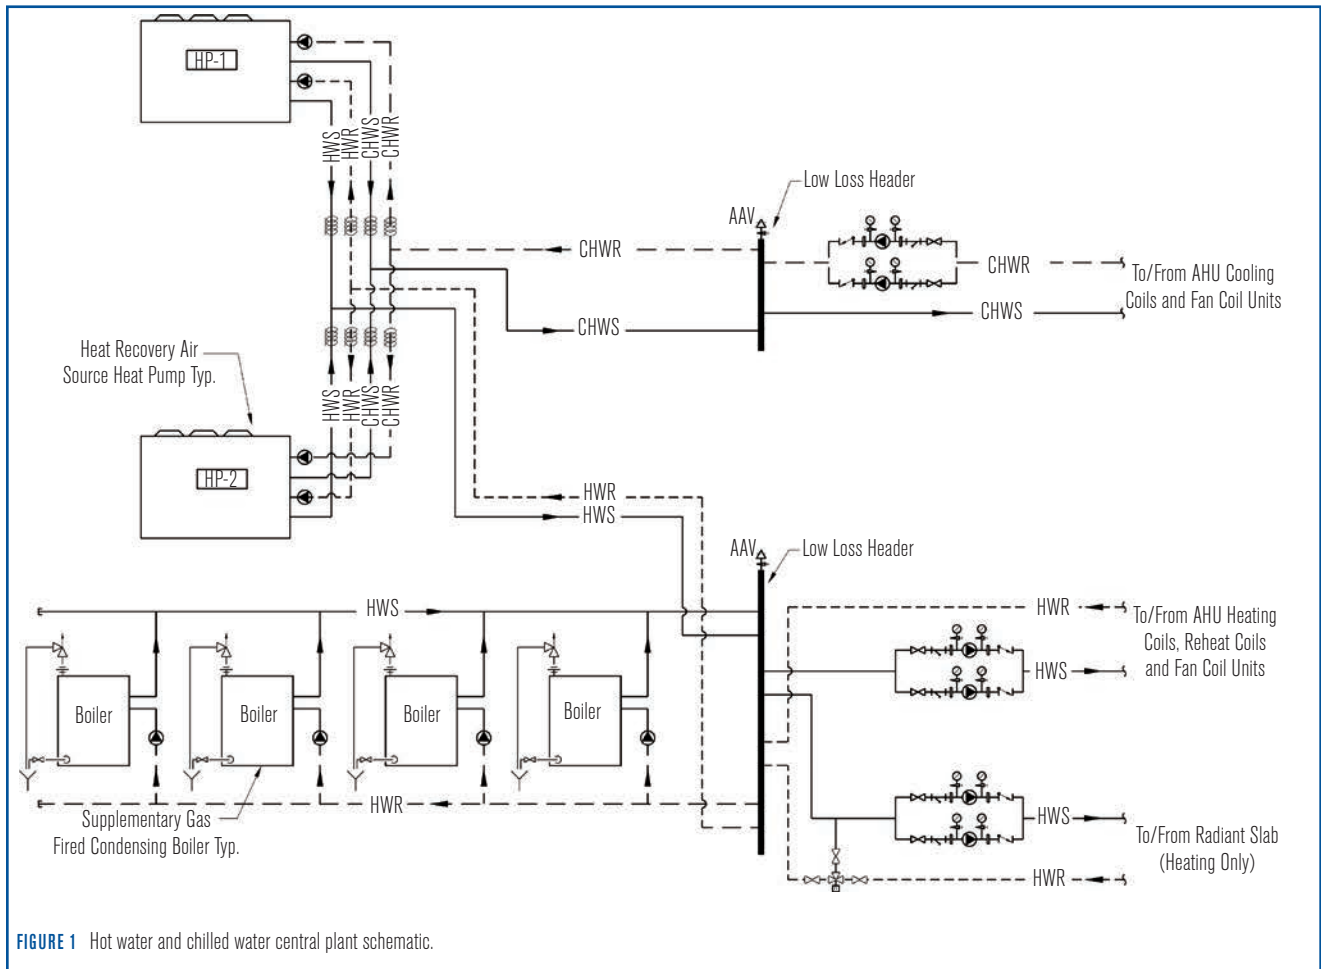 HP-1
HWS
HWR
CHWS
CHWR
Low Loss Header
AAV
CHWR
CHWR
CHWS
CHWS
To/From AHU Cooling
Coils and Fan Coil Units
Heat Recovery Air
Source Heat Pump Typ.
HWS
HWR
CHWS
CHWR
HP-2
HWR
HWS
AAV
Low Loss Header
HWS
HWR
To/From AHU Heating
Coils, Reheat Coils
and Fan Coil Units
HWS
Boiler
Boiler
Boiler
Boiler
HWR
Supplementary Gas
Fired Condensing Boiler Typ.
HWS
To/From Radiant Slab
(Heating Only)
HWR
FIGURE 1 Hot water and chilled water central plant schematic.